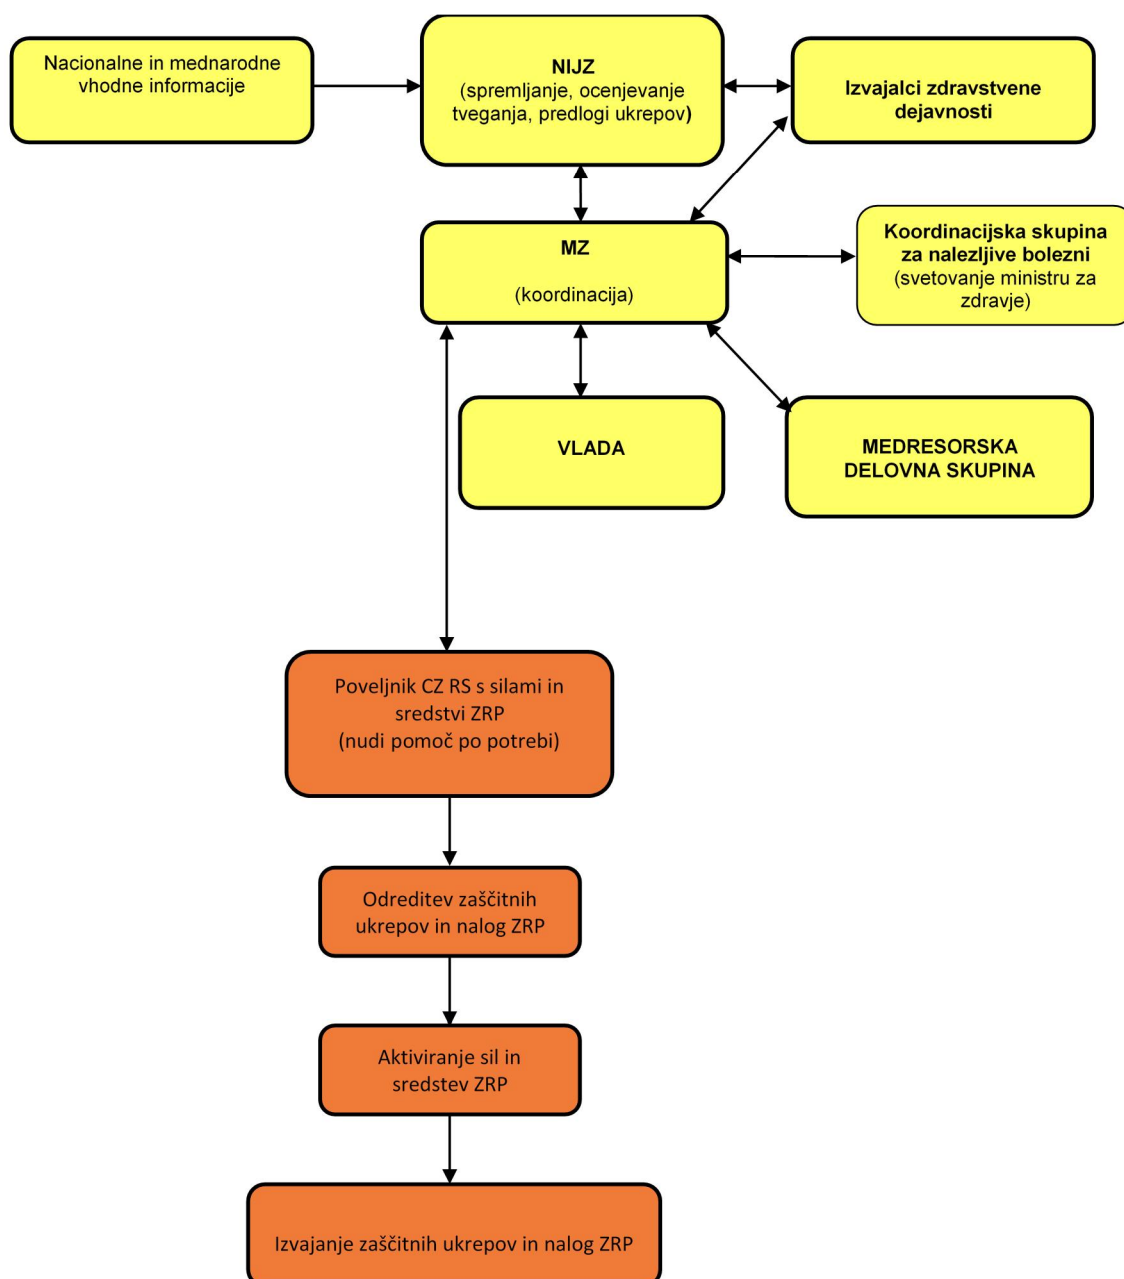 Nacionalne in mednarodne
vhodne informacije
NIJZ
(spremljanje, ocenjevanje
tveganja, predlogi ukrepov)
Izvajalci zdravstvene
dejavnosti
MZ
(koordinacija)
Koordinacijska skupina
za nalezljive bolezni
(svetovanje ministru za
zdravje)
VLADA
MEDRESORSKA
DELOVNA SKUPINA
Poveljnik CZ RS s silami in
sredstvi ZRP
(nudi pomoč po potrebi)
Odreditev zaščitnih
ukrepov in nalog ZRP
Aktiviranje sil in
sredstev ZRP
Izvajanje zaščitnih ukrepov in nalog ZRP